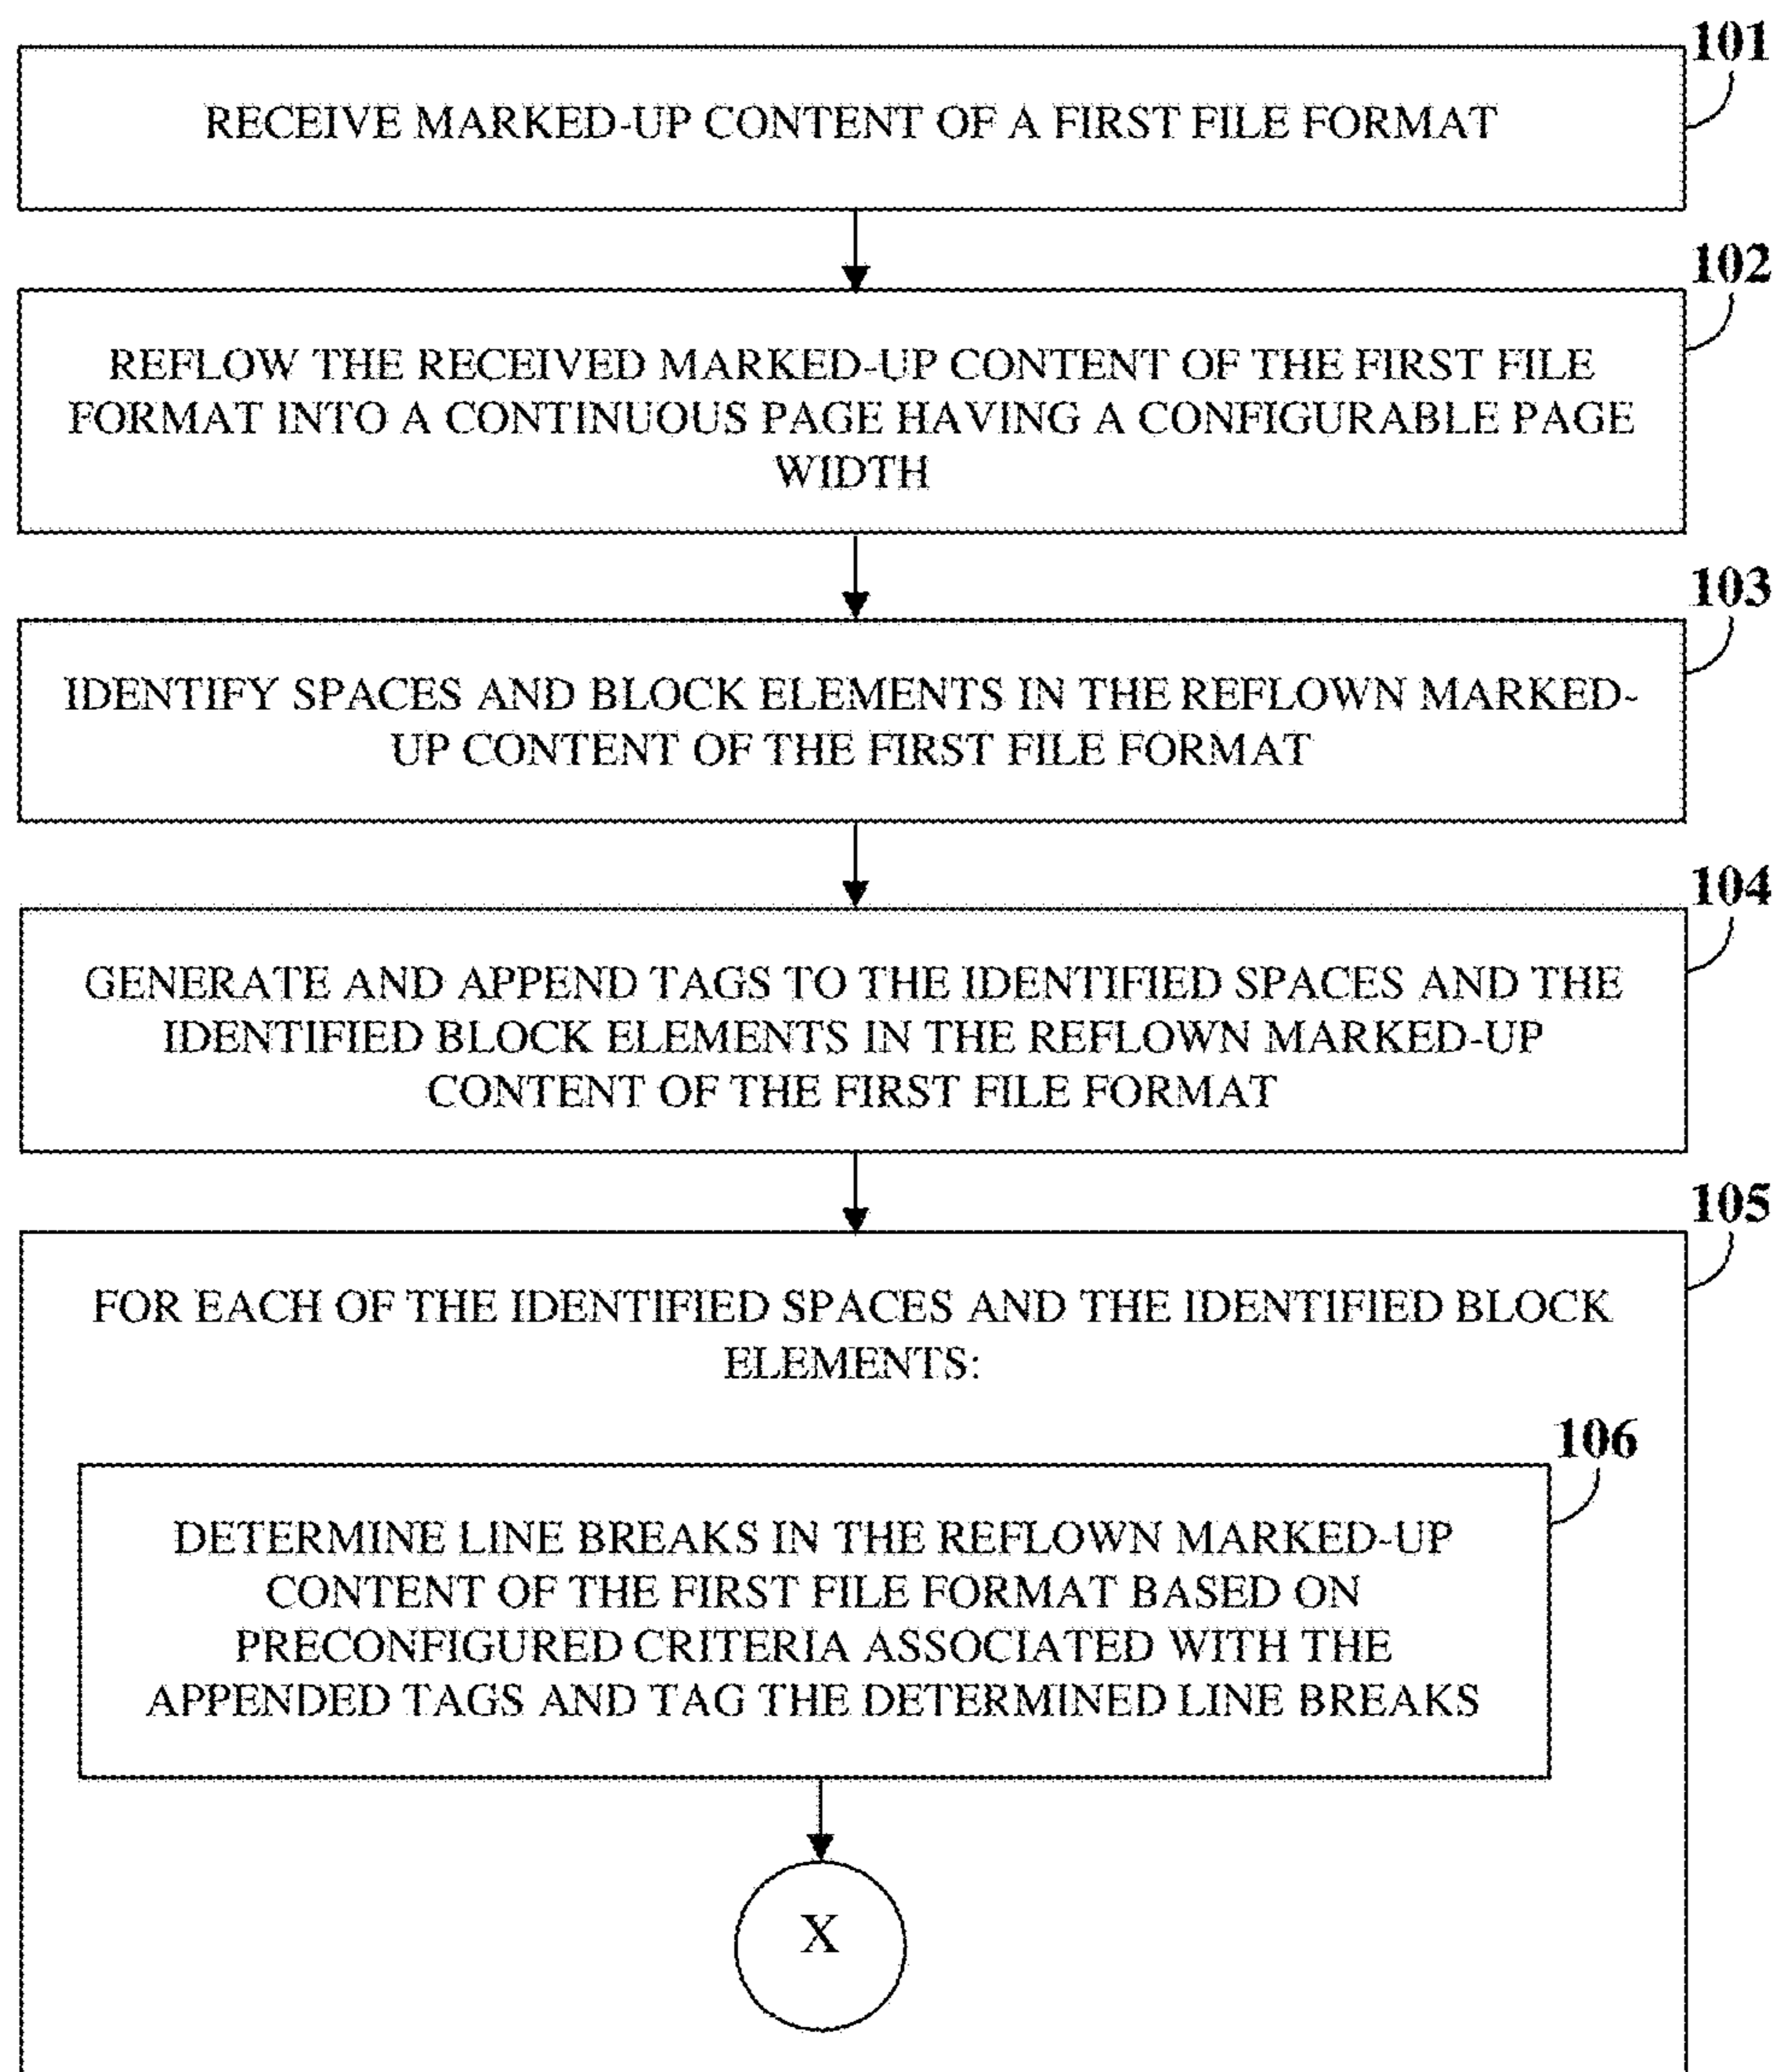 101
RECEIVE MARKED-UP CONTENT OF A FIRST FILE FORMAT
102
REFLOW THE RECEIVED MARKED-UP CONTENT OF THE FIRST FILE
FORMAT INTO A CONTINUOUS PAGE HAVING A CONFIGURABLE PAGE
WIDTH
103
IDENTIFY SPACES AND BLOCK ELEMENTS IN THE REFLOWN MARKED-
UP CONTENT OF THE FIRST FILE FORMAT
104
GENERATE AND APPEND TAGS TO THE IDENTIFIED SPACES AND THE
IDENTIFIED BLOCK ELEMENTS IN THE REFLOWN MARKED-UP
CONTENT OF THE FIRST FILE FORMAT
105
FOR EACH OF THE IDENTIFIED SPACES AND THE IDENTIFIED BLOCK
ELEMENTS:
106
DETERMINE LINE BREAKS IN THE REFLOWN MARKED-UP
CONTENT OF THE FIRST FILE FORMAT BASED ON
PRECONFIGURED CRITERIA ASSOCIATED WITH THE
APPENDED TAGS AND TAG THE DETERMINED LINE BREAKS
X